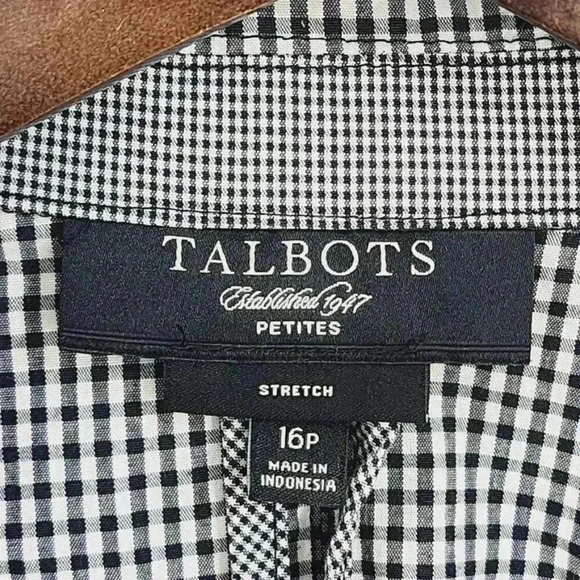 TALBOTS
Established 1947
PETITES
STRETCH
16P
MADE IN
INDONESIA